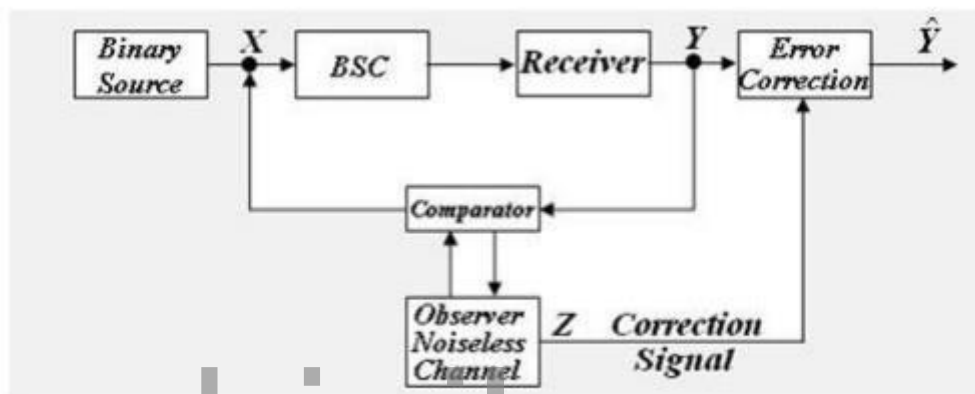 Binary
Source
X
BSC
Receiver
Y
Error
Correction
Ŷ
Comparator
Observer
Noiseless
Channel
Z
Correction
Signal